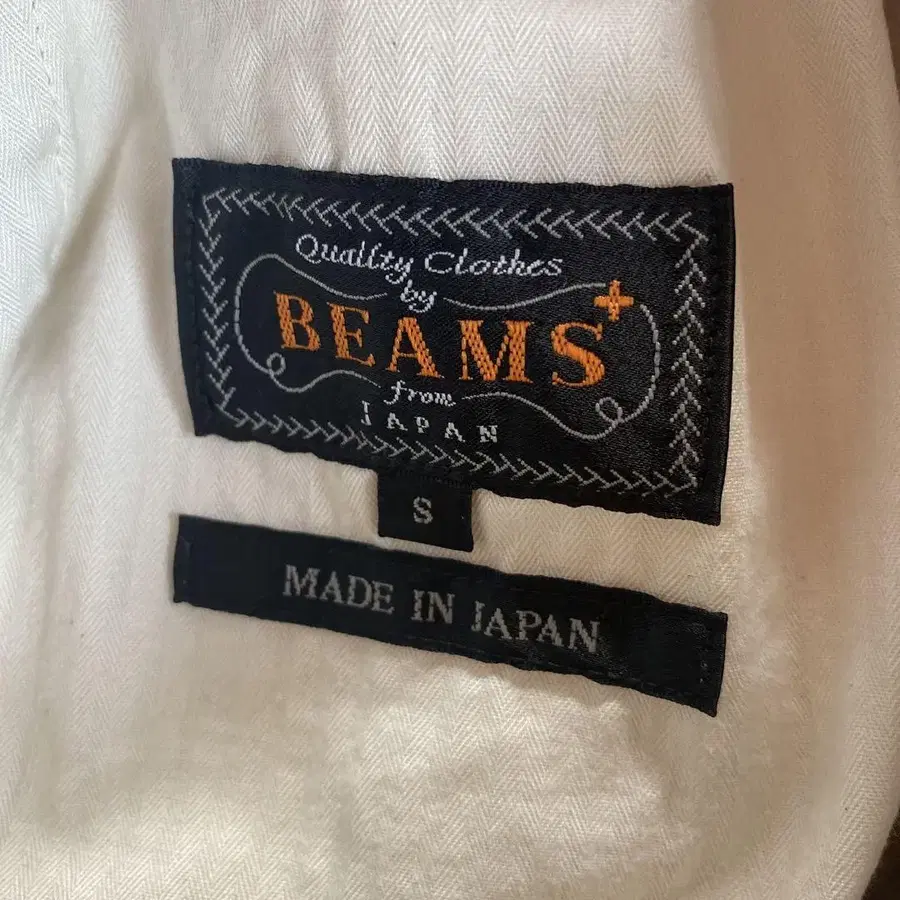 Quality Clothes
by
BEAMS+
from
JAPAN
S
MADE IN JAPAN